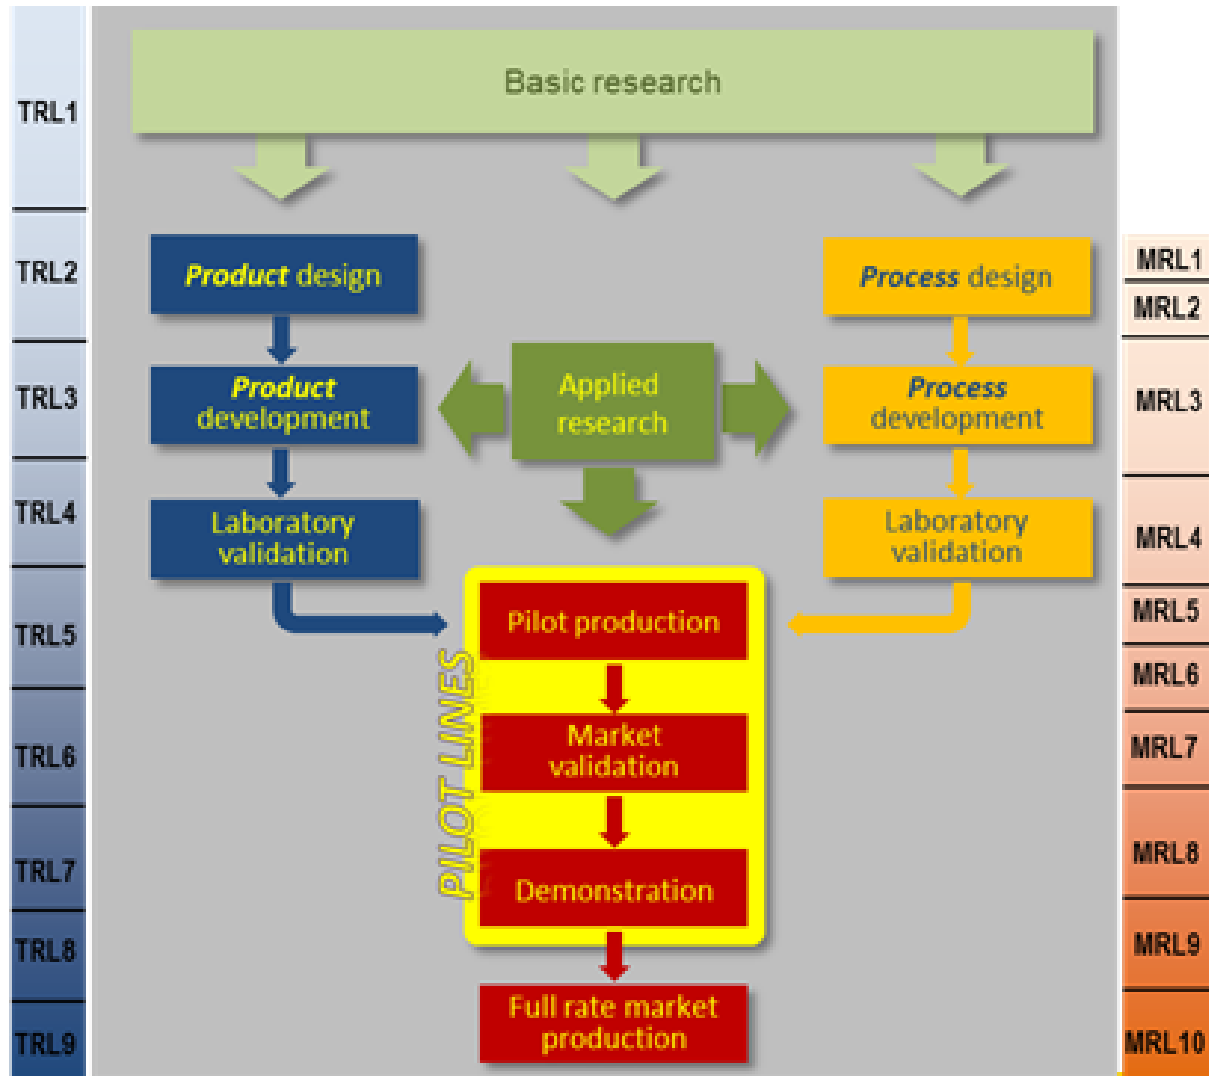 Basic research
TRL1
TRL2
TRL3
TRL4
TRL5
TRL6
TRL7
TRL8
TRL9
Product design
Product
development
Laboratory
validation
Applied
research
Process design
Process
development
Laboratory
validation
PILOT LINES
Pilot production
Market
validation
Demonstration
Full rate market
production
MRL1
MRL2
MRL3
MRL4
MRL5
MRL6
MRL7
MRL8
MRL9
MRL10